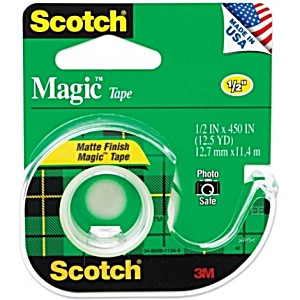 Scotch
MADE IN
USA
Magic™ Tape
1/2"
1/2 IN x 450 IN
(12.5 YD)
12,7 mm x 11,4 m
Matte Finish
Magic™ Tape
Photo
Safe
Scotch
3M